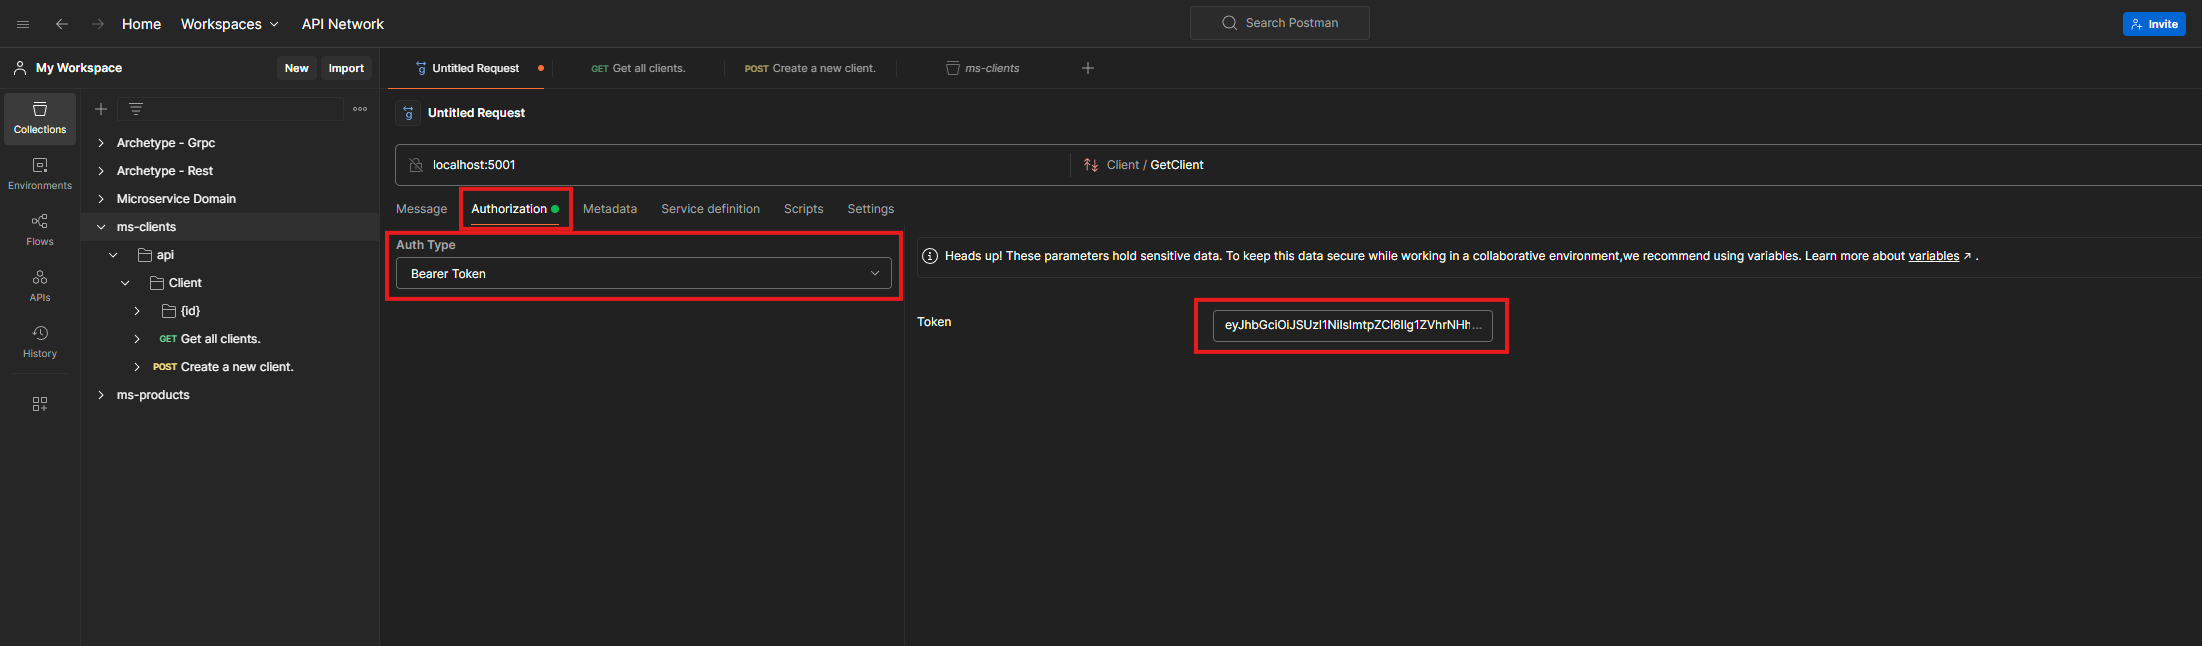 Home Workspaces API Network Search Postman Invite
My Workspace New Import
Untitled Request GET Get all clients. POST Create a new client. ms-clients
Collections
Environments
Flows
APIs
History
Archetype - Grpc
Archetype - Rest
Microservice Domain
ms-clients
api
Client
{Id}
GET Get all clients.
POST Create a new client.
ms-products
Untitled Request
localhost:5001 Client / GetClient
Message Authorization Metadata Service definition Scripts Settings
Auth Type
Bearer Token
Heads up! These parameters hold sensitive data. To keep this data secure while working in a collaborative environment,we recommend using variables. Learn more about variables ↗ .
Token